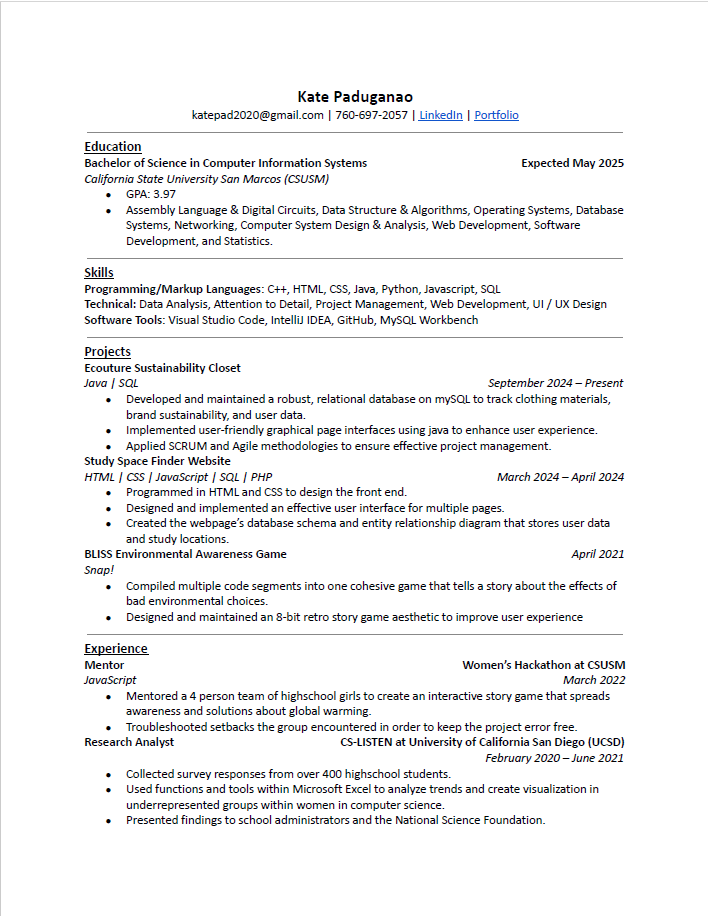 Kate Paduganao
katepad2020@gmail.com | 760-697-2057 | LinkedIn | Portfolio
Education
Bachelor of Science in Computer Information Systems Expected May 2025
California State University San Marcos (CSUSM)
• GPA: 3.97
• Assembly Language & Digital Circuits, Data Structure & Algorithms, Operating Systems, Database
Systems, Networking, Computer System Design & Analysis, Web Development, Software
Development, and Statistics.
Skills
Programming/Markup Languages: C++, HTML, CSS, Java, Python, Javascript, SQL
Technical: Data Analysis, Attention to Detail, Project Management, Web Development, UI / UX Design
Software Tools: Visual Studio Code, IntelliJ IDEA, GitHub, MySQL Workbench
Projects
Ecouture Sustainability Closet
Java | SQL September 2024 – Present
• Developed and maintained a robust, relational database on mySQL to track clothing materials,
brand sustainability, and user data.
• Implemented user-friendly graphical page interfaces using java to enhance user experience.
• Applied SCRUM and Agile methodologies to ensure effective project management.
Study Space Finder Website
HTML | CSS | JavaScript | SQL | PHP March 2024 – April 2024
• Programmed in HTML and CSS to design the front end.
• Designed and implemented an effective user interface for multiple pages.
• Created the webpage’s database schema and entity relationship diagram that stores user data
and study locations.
BLISS Environmental Awareness Game April 2021
Snap!
• Compiled multiple code segments into one cohesive game that tells a story about the effects of
bad environmental choices.
• Designed and maintained an 8-bit retro story game aesthetic to improve user experience
Experience
Mentor Women’s Hackathon at CSUSM
JavaScript March 2022
• Mentored a 4 person team of highschool girls to create an interactive story game that spreads
awareness and solutions about global warming.
• Troubleshooted setbacks the group encountered in order to keep the project error free.
Research Analyst CS-LISTEN at University of California San Diego (UCSD)
February 2020 – June 2021
• Collected survey responses from over 400 highschool students.
• Used functions and tools within Microsoft Excel to analyze trends and create visualization in
underrepresented groups within women in computer science.
• Presented findings to school administrators and the National Science Foundation.